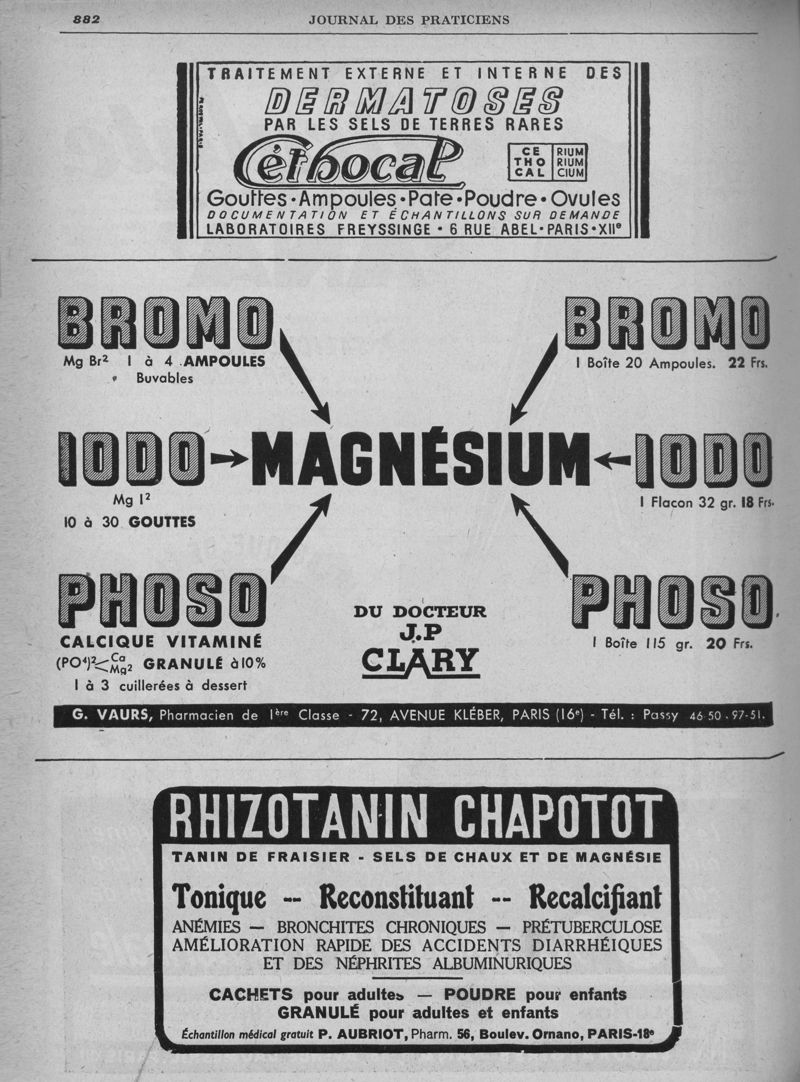 882
JOURNAL DES PRATICIENS
TRAITEMENT EXTERNE ET INTERNE DES
DERMATOSES
PAR LES SELS DE TERRES RARES
Céthocal
CE RIUM
THO RIUM
CAL CIUM
Gouttes • Ampoules • Pate • Poudre • Ovules
DOCUMENTATION ET ÉCHANTILLONS SUR DEMANDE
LABORATOIRES FREYSSINGE • 6 RUE ABEL • PARIS • XIIe
BROMO
Mg Br² 1 à 4 AMPOULES
Buvables
BROMO
1 Boîte 20 Ampoules. 22 Frs.
IODO
Mg I²
10 à 30 GOUTTES
MAGNÉSIUM
IODO
1 Flacon 32 gr. 18 Frs.
PHOSO
CALCIQUE VITAMINÉ
(PO⁴)² < Ca Mg² GRANULÉ à 10%
1 à 3 cuillerées à dessert
DU DOCTEUR
J.P
CLARY
PHOSO
1 Boîte 115 gr. 20 Frs.
G. VAURS, Pharmacien de 1ère Classe - 72, AVENUE KLÉBER, PARIS (16e) - Tél. : Passy 46-50 . 97-51.
RHIZOTANIN CHAPOTOT
TANIN DE FRAISIER - SELS DE CHAUX ET DE MAGNÉSIE
Tonique -- Reconstituant -- Recalcifiant
ANÉMIES — BRONCHITES CHRONIQUES — PRÉTUBERCULOSE
AMÉLIORATION RAPIDE DES ACCIDENTS DIARRHÉIQUES
ET DES NÉPHRITES ALBUMINURIQUES
CACHETS pour adultes — POUDRE pour enfants
GRANULÉ pour adultes et enfants
Échantillon médical gratuit P. AUBRIOT, Pharm. 56, Boulev. Ornano, PARIS-18e